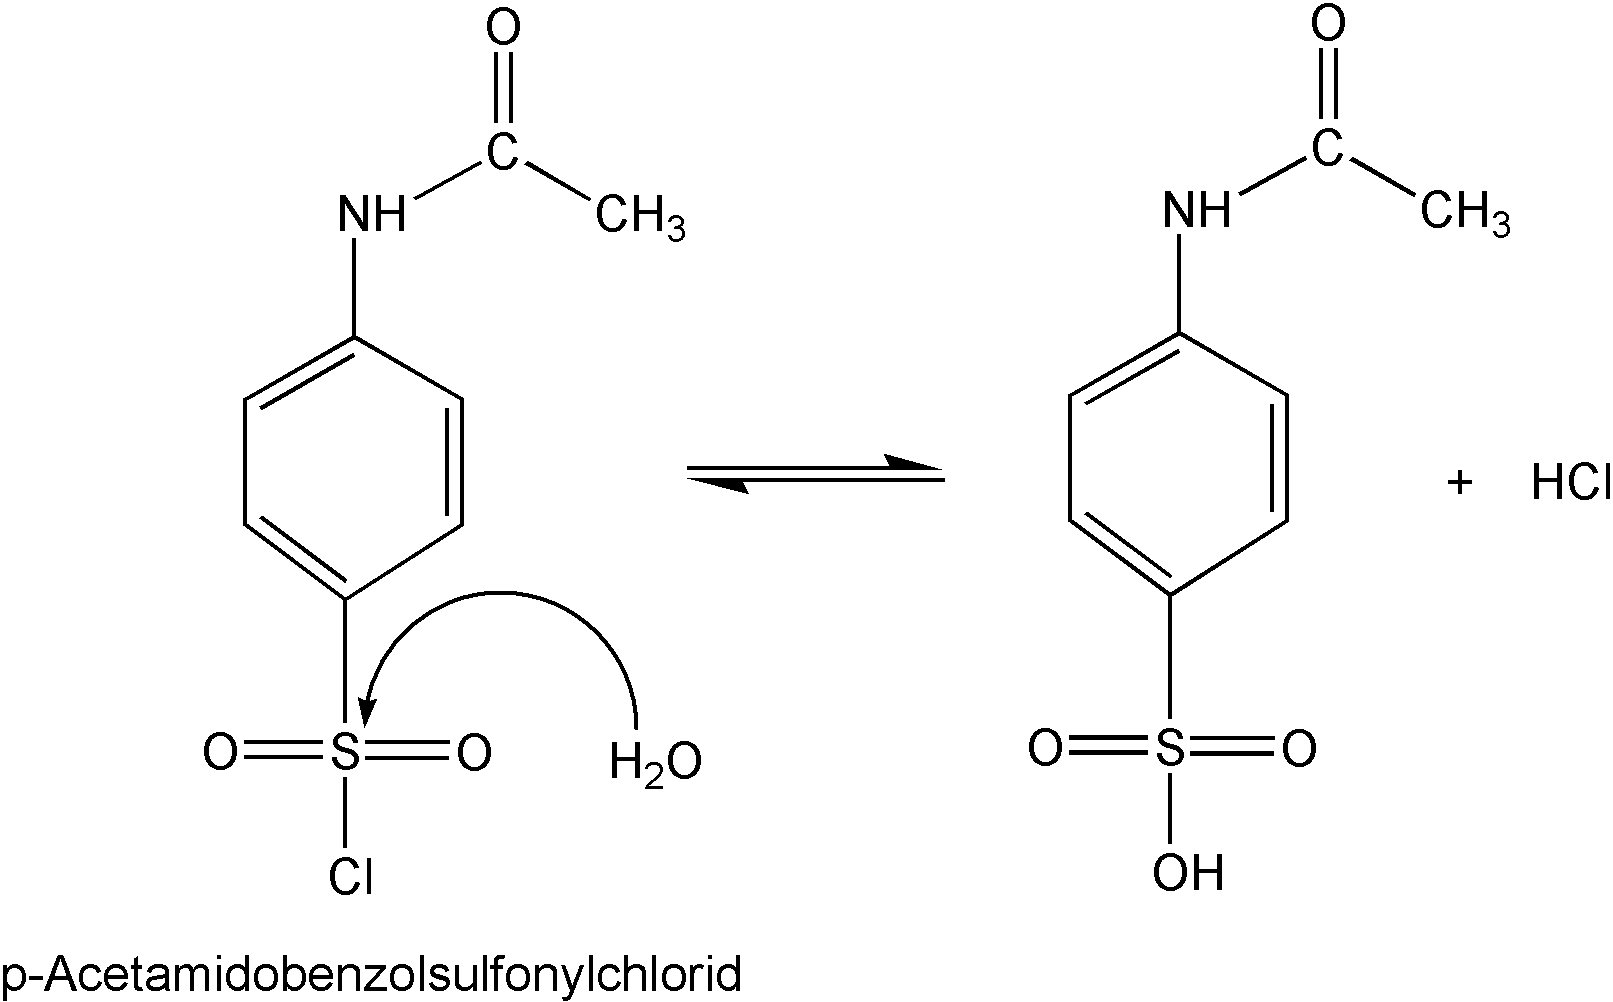 O O
C C
NH CH₃ NH CH₃
+ HCl
O S O H₂O O S O
Cl OH
p-Acetamidobenzolsulfonylchlorid